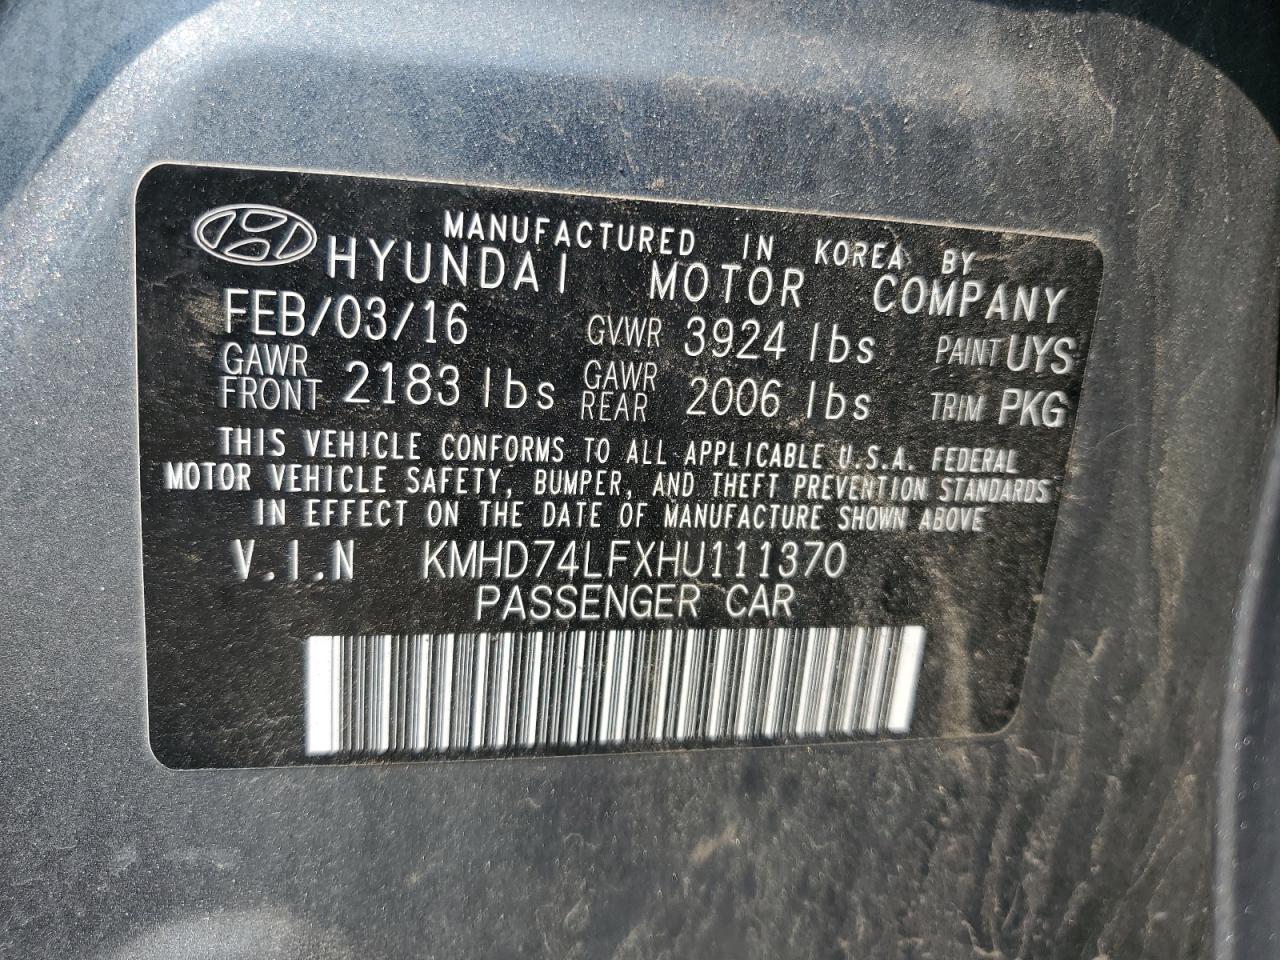 MANUFACTURED IN KOREA BY
HYUNDAI MOTOR COMPANY
FEB/03/16 GVWR 3924 lbs PAINT UYS
GAWR FRONT 2183 lbs GAWR REAR 2006 lbs TRIM PKG
THIS VEHICLE CONFORMS TO ALL APPLICABLE U.S.A. FEDERAL
MOTOR VEHICLE SAFETY, BUMPER, AND THEFT PREVENTION STANDARDS
IN EFFECT ON THE DATE OF MANUFACTURE SHOWN ABOVE
V.I.N KMHD74LFXHU111370
PASSENGER CAR